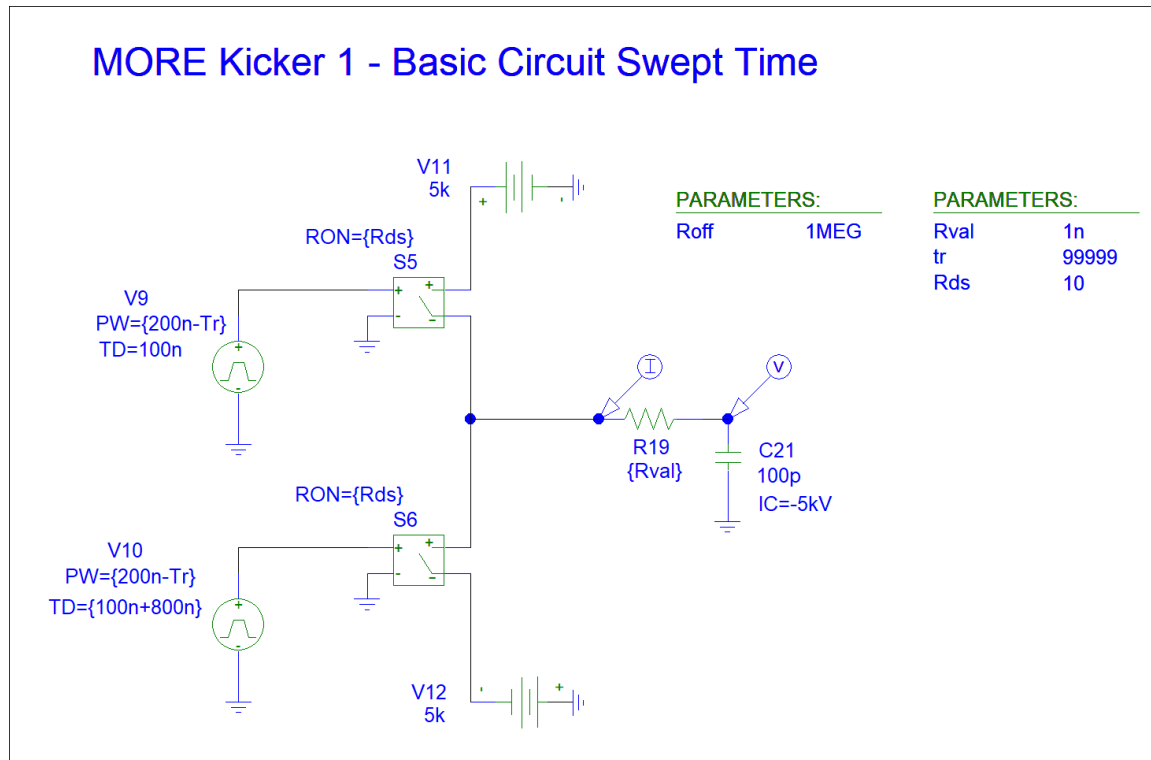 MORE Kicker 1 - Basic Circuit Swept Time
V11
5k
+
-
PARAMETERS:
Roff 1MEG
PARAMETERS:
Rval 1n
tr 99999
Rds 10
RON={Rds}
S5
+
+
-
-
V9
PW={200n-Tr}
TD=100n
+
-
I
V
R19
{Rval}
C21
100p
IC=-5kV
RON={Rds}
S6
+
+
-
-
V10
PW={200n-Tr}
TD={100n+800n}
+
-
V12
5k
-
+